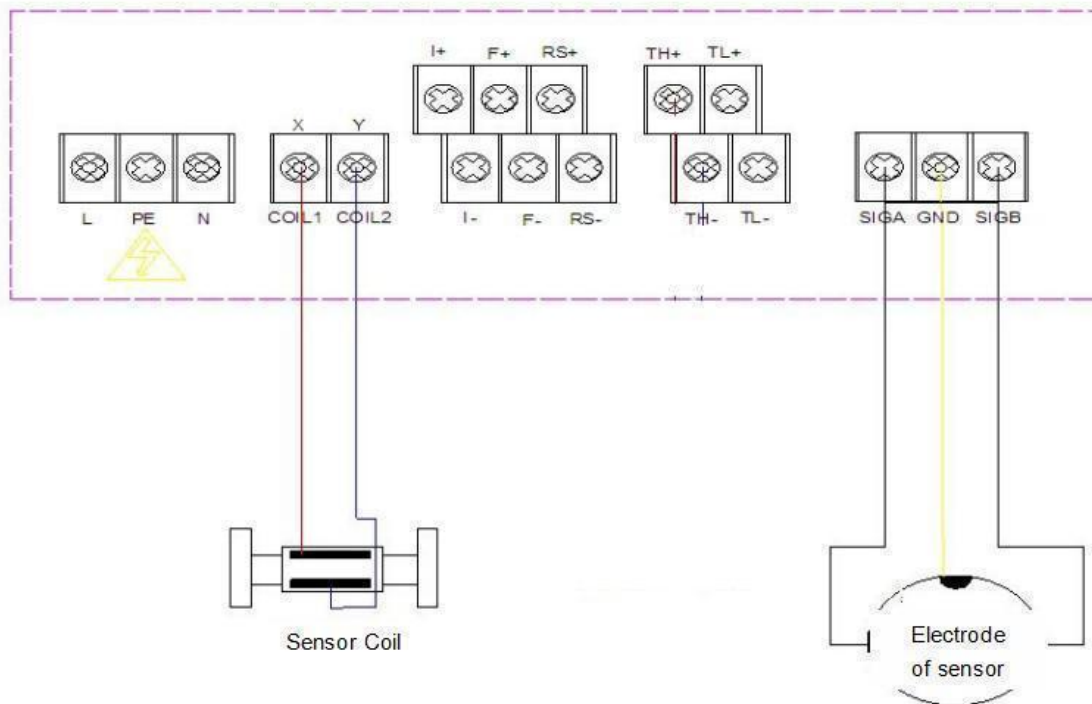 I+ F+ RS+ TH+ TL+
X Y
L PE N COIL1 COIL2 I- F- RS- TH- TL- SIGA GND SIGB
Sensor Coil
Electrode
of sensor